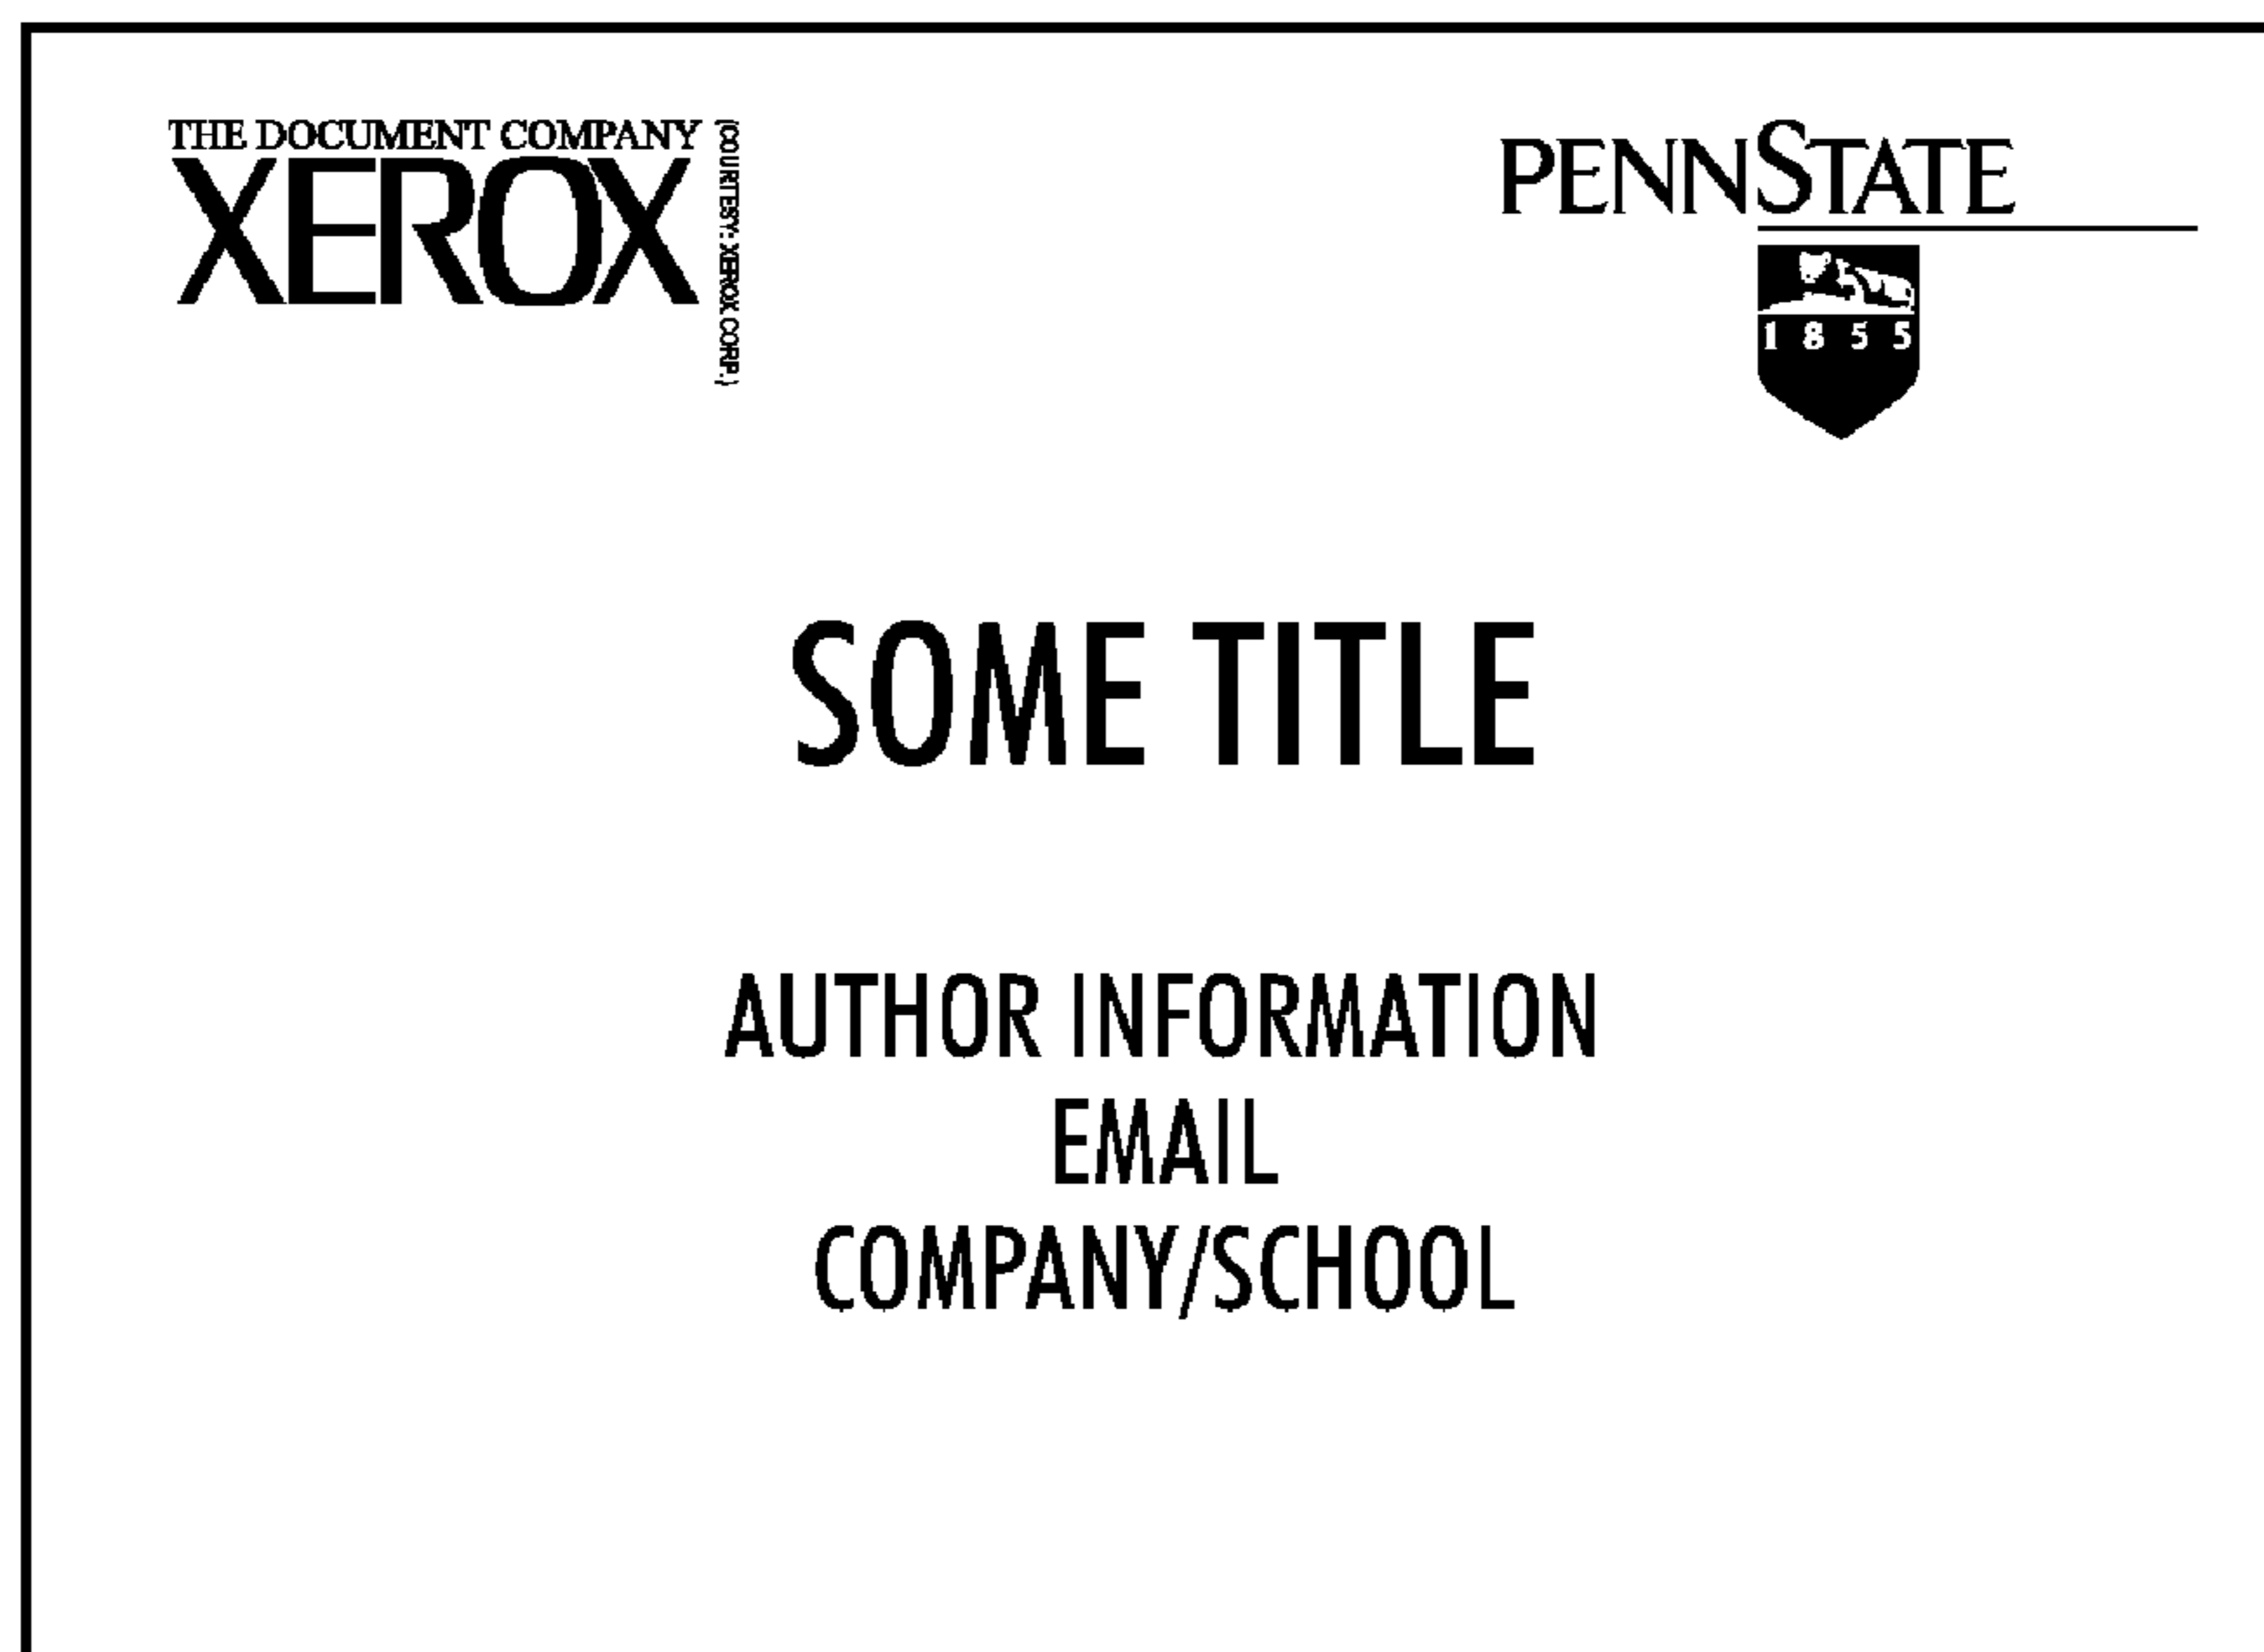 THE DOCUMENT COMPANY
XEROX
(COURTESY: XEROX CORP.)
PENNSTATE
1855
SOME TITLE
AUTHOR INFORMATION
EMAIL
COMPANY/SCHOOL